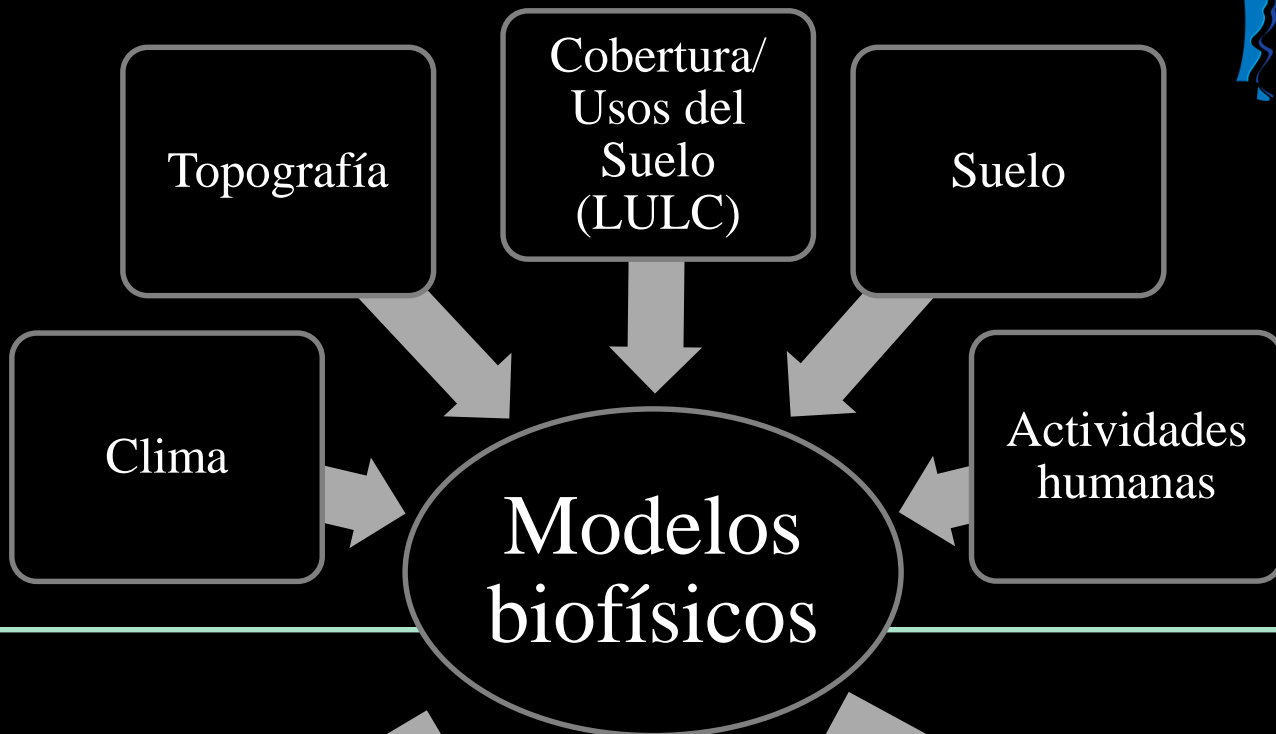 Cobertura/
Usos del
Suelo
(LULC)
Topografía
Suelo
Clima
Actividades
humanas
Modelos
biofísicos